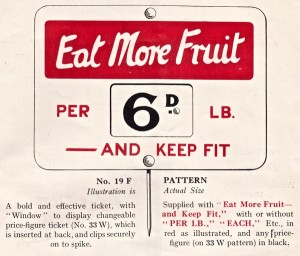 Eat More Fruit
PER 6D. LB.
— AND KEEP FIT
No. 19 F
Illustration is
A bold and effective ticket, with
"Window" to display changeable
price-figure ticket (No. 33 W), which
is inserted at back, and clips securely
on to spike.
PATTERN
Actual Size
Supplied with "Eat More Fruit—
and Keep Fit," with or without
"PER LB.," "EACH," Etc., in
red as illustrated, and any price-
figure (on 33 W pattern) in black,